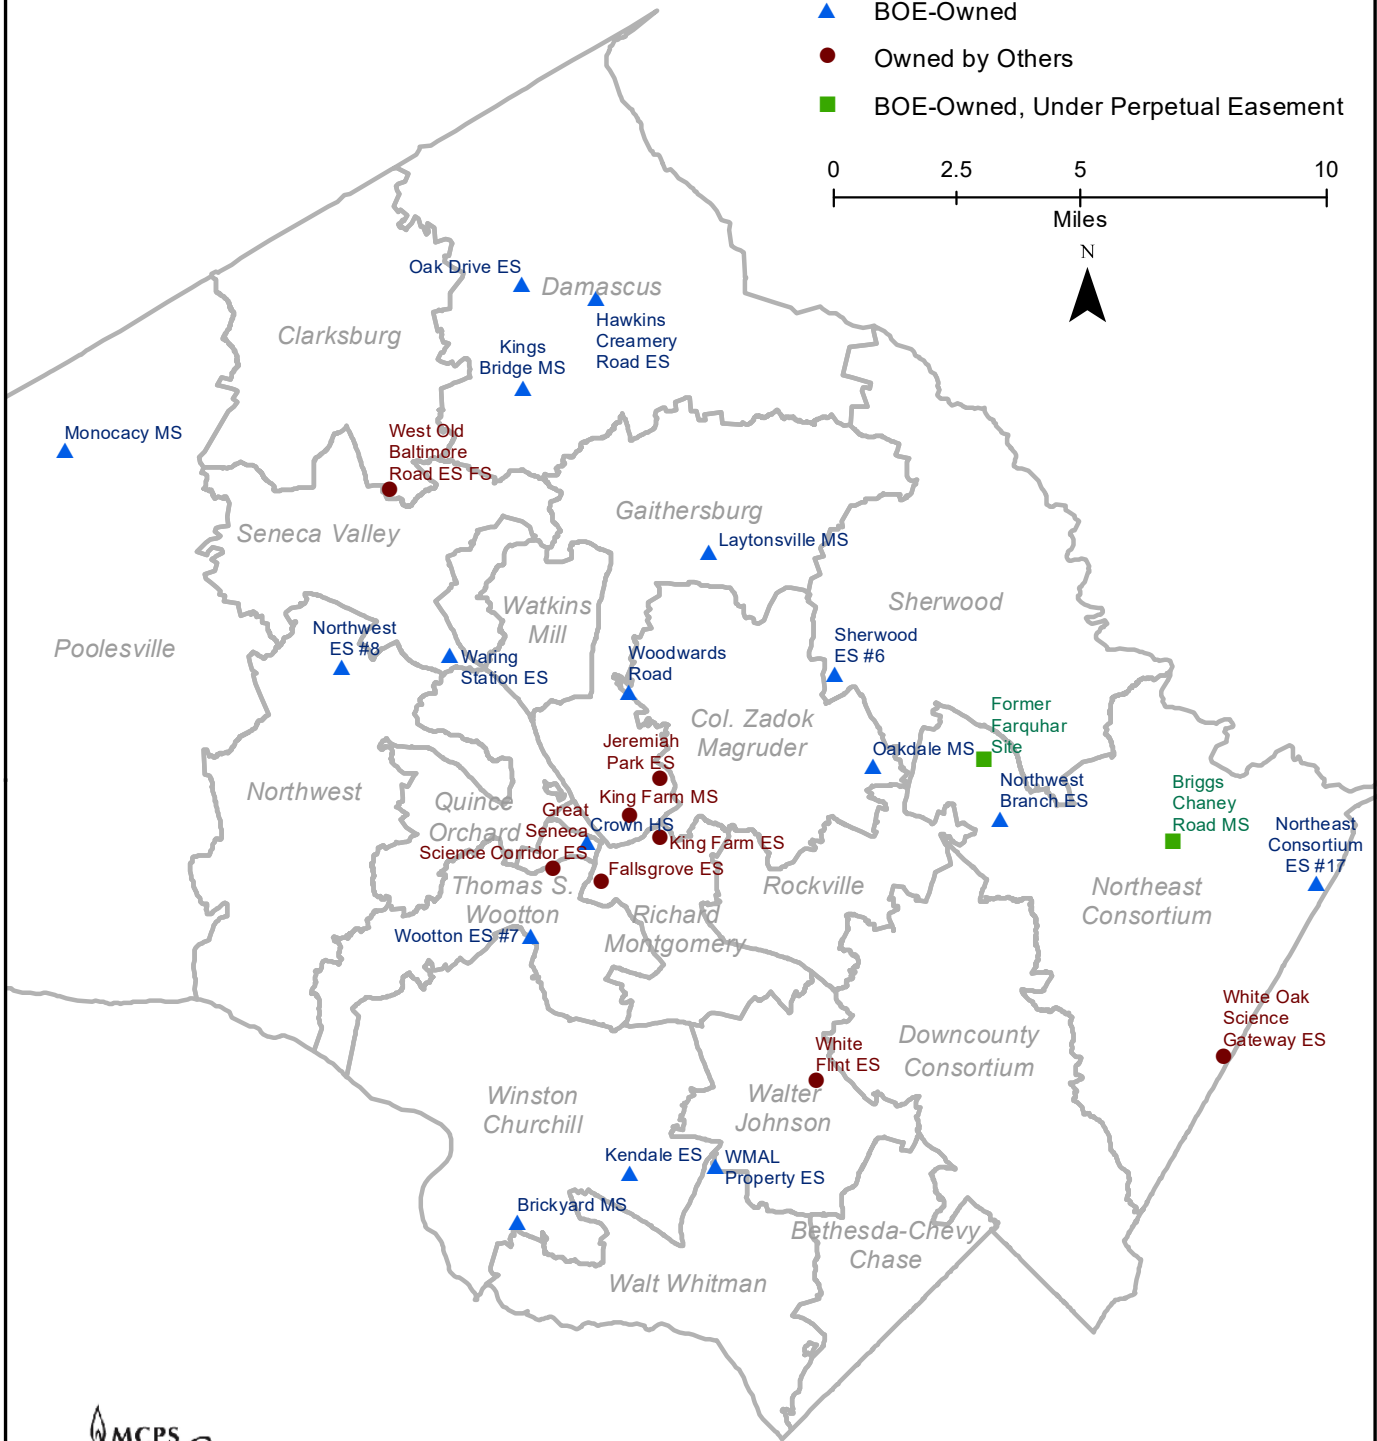 BOE-Owned
Owned by Others
BOE-Owned, Under Perpetual Easement
0 2.5 5 10
Miles
N
Oak Drive ES
Damascus
Hawkins
Creamery
Road ES
Clarksburg
Kings
Bridge MS
Monocacy MS
West Old
Baltimore
Road ES FS
Seneca Valley
Gaithersburg
Laytonsville MS
Watkins
Mill
Sherwood
Poolesville
Northwest
ES #8
Waring
Station ES
Woodwards
Road
Sherwood
ES #6
Col. Zadok
Magruder
Former
Farquhar
Site
Oakdale MS
Northwest
Branch ES
Jeremiah
Park ES
Northwest
Quince
Orchard
King Farm MS
Great
Seneca
Science Corridor ES
Crown HS
King Farm ES
Fallsgrove ES
Briggs
Chaney
Road MS
Northeast
Consortium
ES #17
Thomas S.
Wootton
Rockville
Northeast
Consortium
Richard
Montgomery
Wootton ES #7
White Oak
Science
Gateway ES
White
Flint ES
Downcounty
Consortium
Winston
Churchill
Walter
Johnson
Kendale ES
WMAL
Property ES
Brickyard MS
Bethesda-Chevy
Chase
Walt Whitman
MCPS